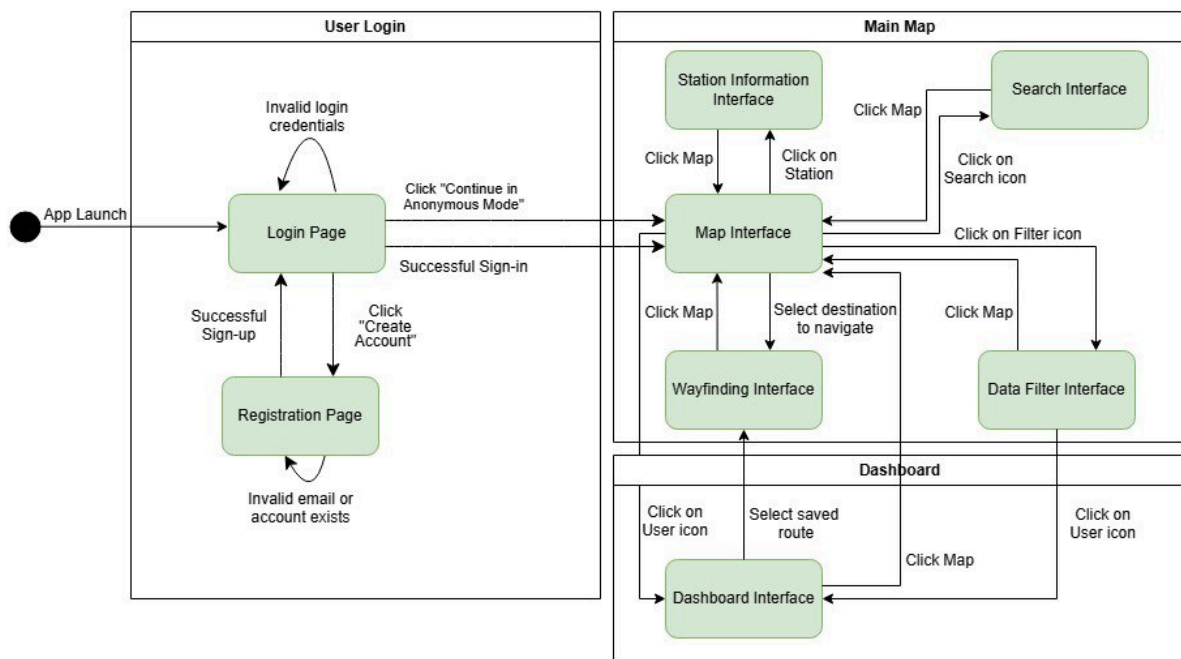 User Login
Invalid login
credentials
App Launch
Login Page
Click "Continue in
Anonymous Mode"
Successful Sign-in
Successful
Sign-up
Click
"Create
Account"
Registration Page
Invalid email or
account exists
Main Map
Station Information
Interface
Search Interface
Click Map
Click Map
Click on
Station
Click on
Search icon
Map Interface
Click on Filter icon
Click Map
Select destination
to navigate
Click Map
Wayfinding Interface
Data Filter Interface
Dashboard
Click on
User icon
Select saved
route
Click on
User icon
Click Map
Dashboard Interface